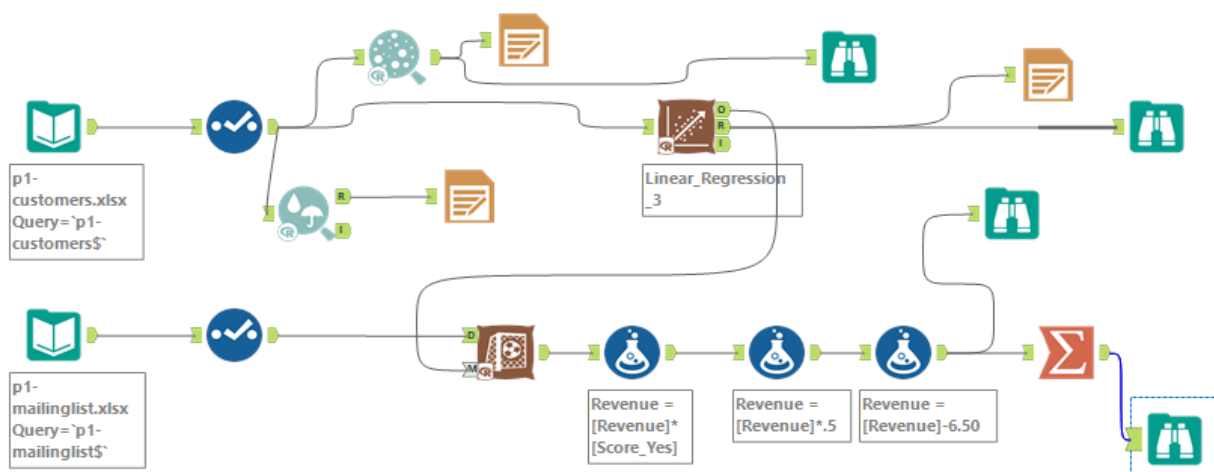 O
R
I
p1-
customers.xlsx
Query=`p1-
customers$`
Linear_Regression
_3
R
I
D
M
p1-
mailinglist.xlsx
Query=`p1-
mailinglist$`
Revenue =
[Revenue]*
[Score_Yes]
Revenue =
[Revenue]*.5
Revenue =
[Revenue]-6.50
Σ
R
R
R
R